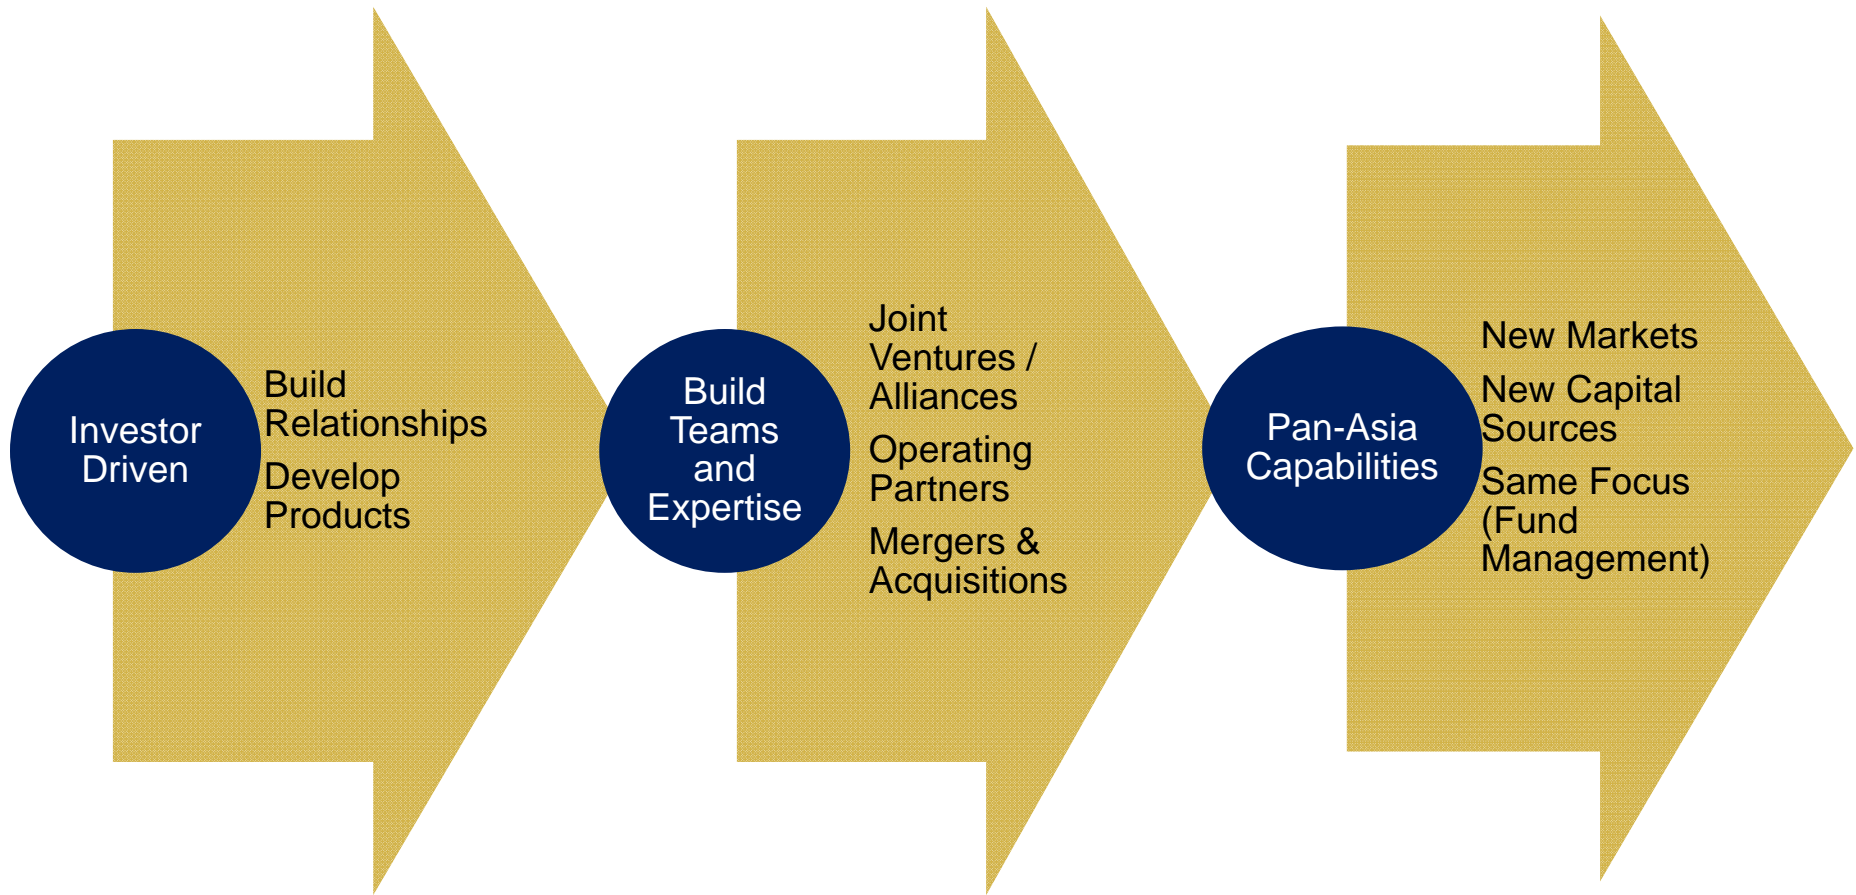 Investor
Driven
Build
Relationships
Develop
Products
Build
Teams
and
Expertise
Joint
Ventures /
Alliances
Operating
Partners
Mergers &
Acquisitions
Pan-Asia
Capabilities
New Markets
New Capital
Sources
Same Focus
(Fund
Management)